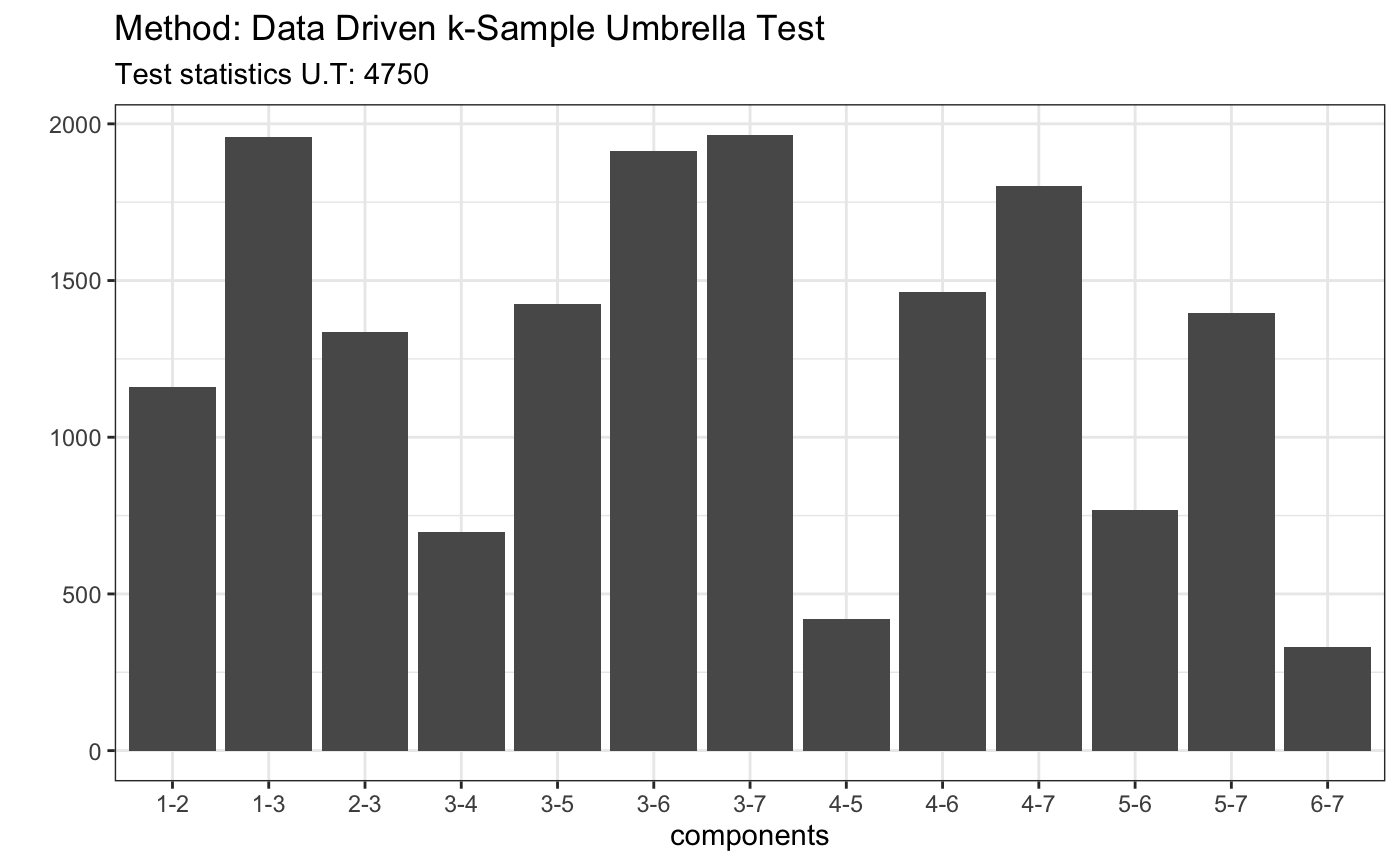 Method: Data Driven k-Sample Umbrella Test
Test statistics U.T: 4750
2000
1500
1000
500
0
1-2 1-3 2-3 3-4 3-5 3-6 3-7 4-5 4-6 4-7 5-6 5-7 6-7
components